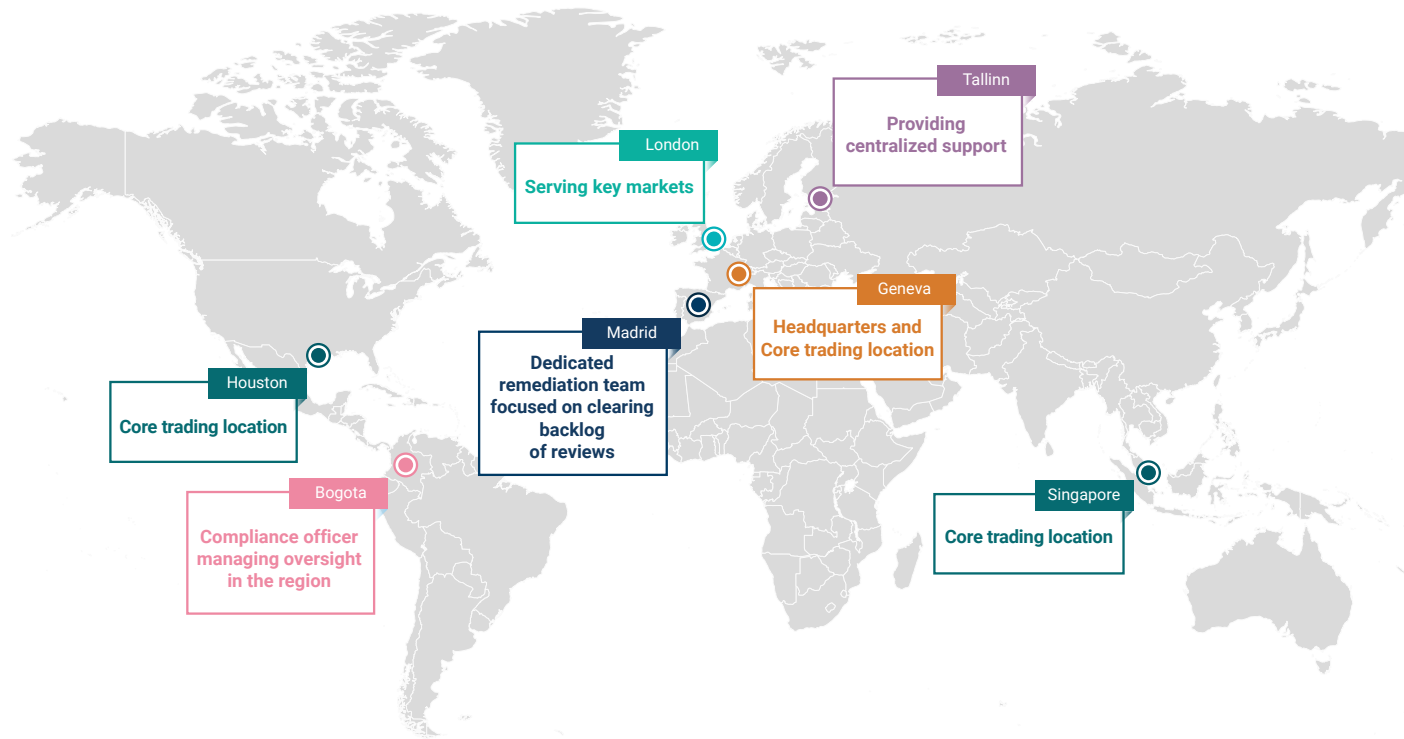 Tallinn
Providing
centralized support
London
Serving key markets
Geneva
Headquarters and
Core trading location
Madrid
Dedicated
remediation team
focused on clearing
backlog
of reviews
Houston
Core trading location
Bogota
Compliance officer
managing oversight
in the region
Singapore
Core trading location